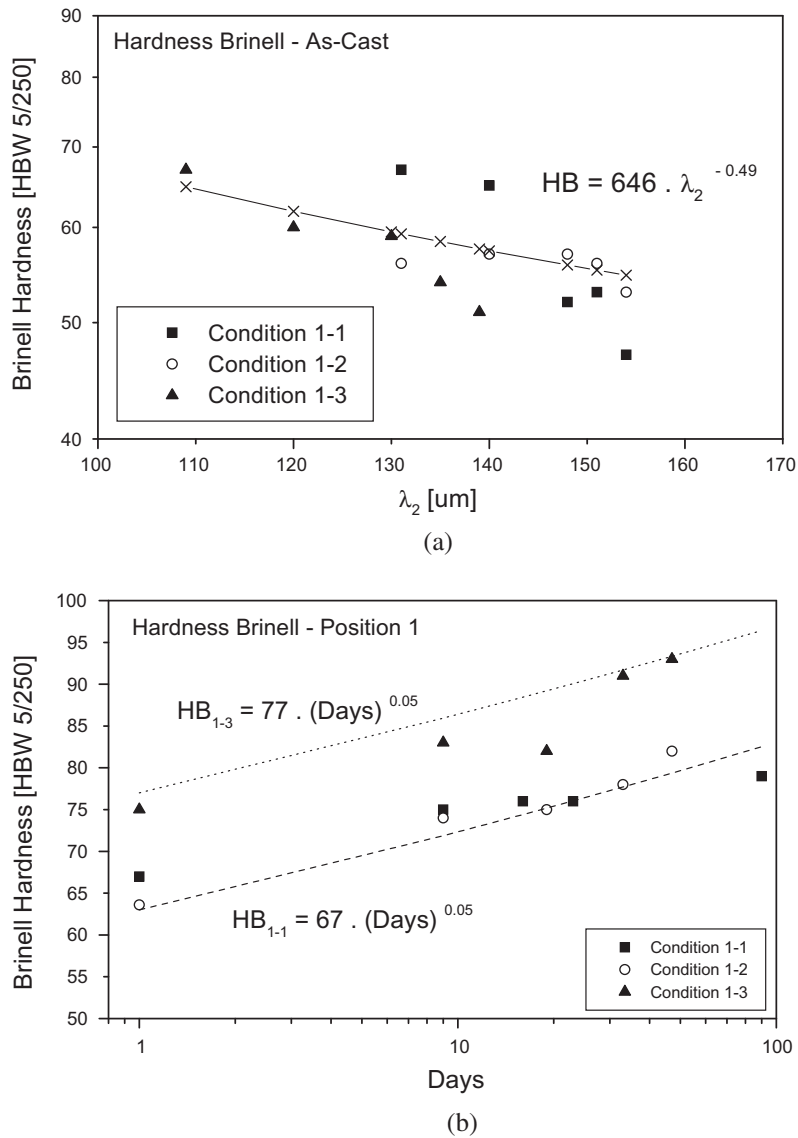 Hardness Brinell - As-Cast
Brinell Hardness [HBW 5/250]
90
80
70
60
50
40
HB = 646 . λ₂ ^- 0.49
Condition 1-1
Condition 1-2
Condition 1-3
100 110 120 130 140 150 160 170
λ₂ [um]
(a)
Hardness Brinell - Position 1
Brinell Hardness [HBW 5/250]
100
95
90
85
80
75
70
65
60
55
50
HB₁₋₃ = 77 . (Days) ^0.05
HB₁₋₁ = 67 . (Days) ^0.05
Condition 1-1
Condition 1-2
Condition 1-3
1 10 100
Days
(b)